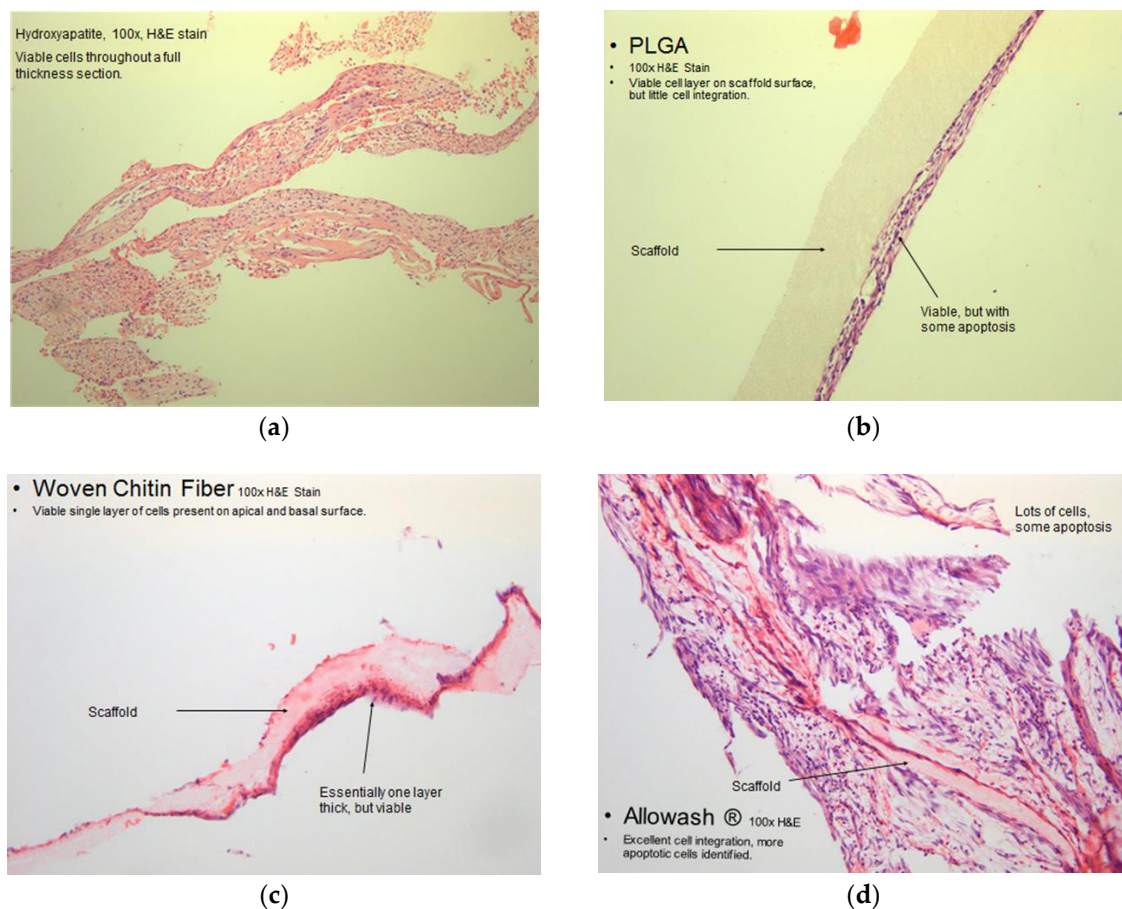 Hydroxyapatite, 100x, H&E stain
Viable cells throughout a full
thickness section.
(a)
• PLGA
• 100x H&E Stain
• Viable cell layer on scaffold surface,
but little cell integration.
Scaffold
Viable, but with
some apoptosis
(b)
• Woven Chitin Fiber 100x H&E Stain
• Viable single layer of cells present on apical and basal surface.
Scaffold
Essentially one layer
thick, but viable
(c)
Lots of cells,
some apoptosis
Scaffold
• Allowash ® 100x H&E
• Excellent cell integration, more
apoptotic cells identified.
(d)